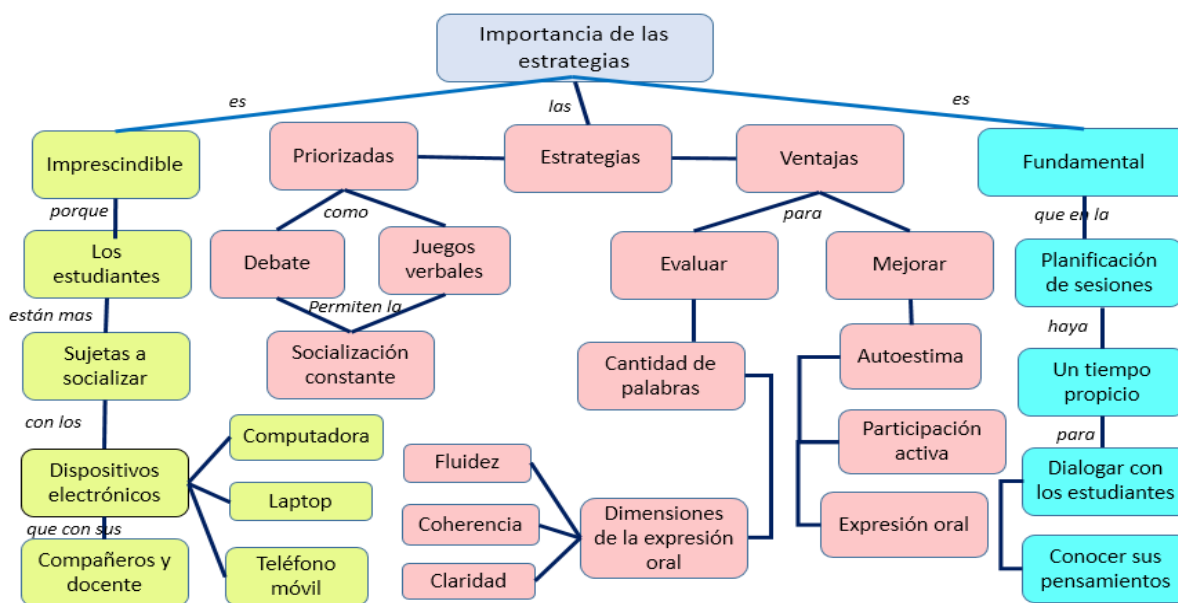 Importancia de las
estrategias
es
las
es
Imprescindible
Priorizadas
Estrategias
Ventajas
Fundamental
porque
como
para
que en la
Los
estudiantes
Debate
Juegos
verbales
Evaluar
Mejorar
Planificación
de sesiones
están mas
Permiten la
haya
Sujetas a
socializar
Socialización
constante
Cantidad de
palabras
Autoestima
Un tiempo
propicio
con los
para
Computadora
Participación
activa
Dispositivos
electrónicos
Fluidez
Dialogar con
los estudiantes
Laptop
Coherencia
Dimensiones
de la expresión
oral
Expresión oral
que con sus
Compañeros y
docente
Teléfono
móvil
Claridad
Conocer sus
pensamientos